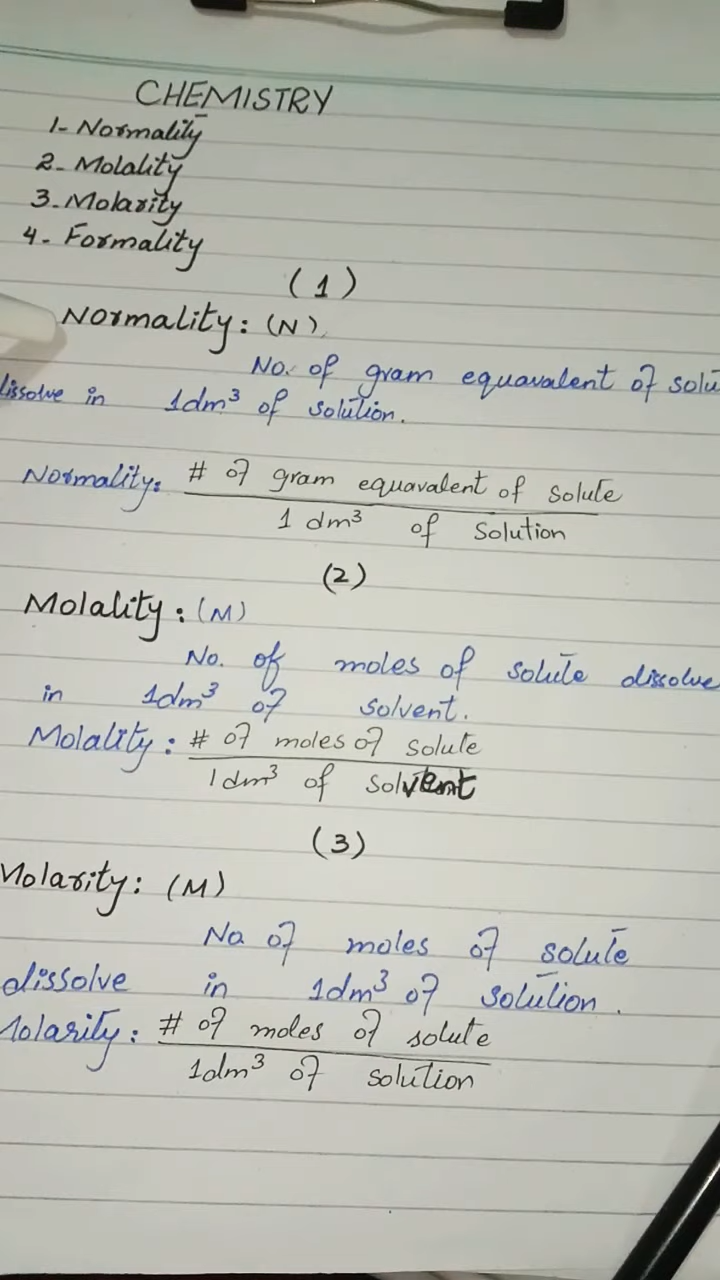 CHEMISTRY
1- Normality
2- Molality
3- Molarity
4- Formality
(1)
Normality: (N)
No. of gram equavalent of solu
dissolve in 1dm³ of solution.
Normality: # of gram equavalent of solute
1 dm³ of Solution
(2)
Molality: (M)
No. of moles of solute dissolve
in 1dm³ of solvent.
Molality: # of moles of solute
1dm³ of solvent
(3)
Molarity: (M)
No of moles of solute
dissolve in 1dm³ of solution.
Molarity: # of moles of solute
1dm³ of solution